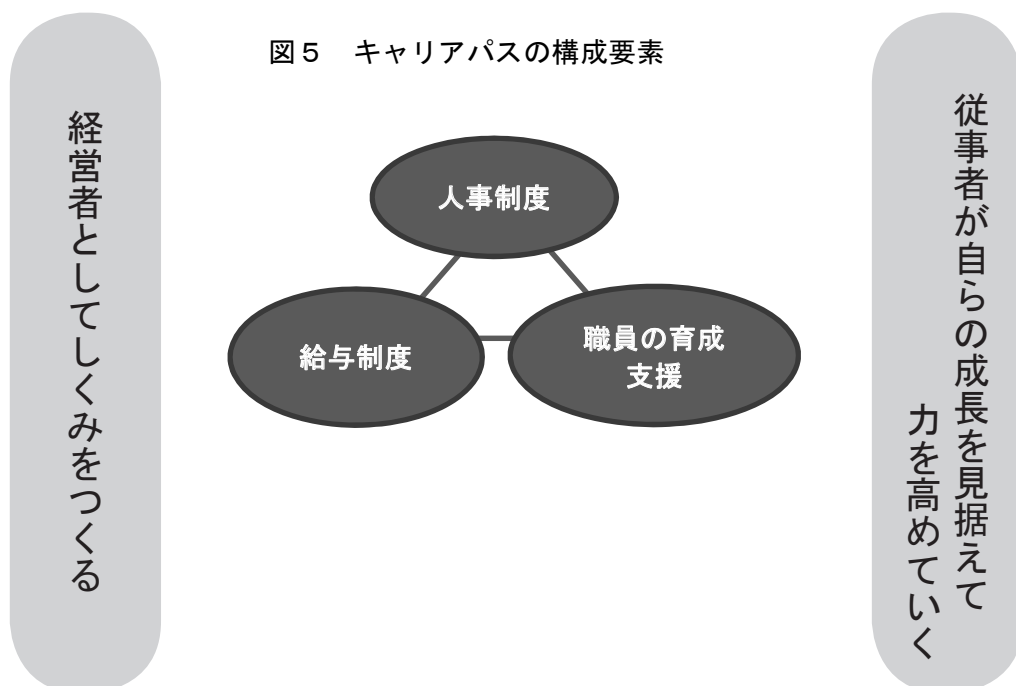 図５　キャリアパスの構成要素
経営者としてしくみをつくる
人事制度
給与制度
職員の育成
支援
従事者が自らの成長を見据えて
力を高めていく